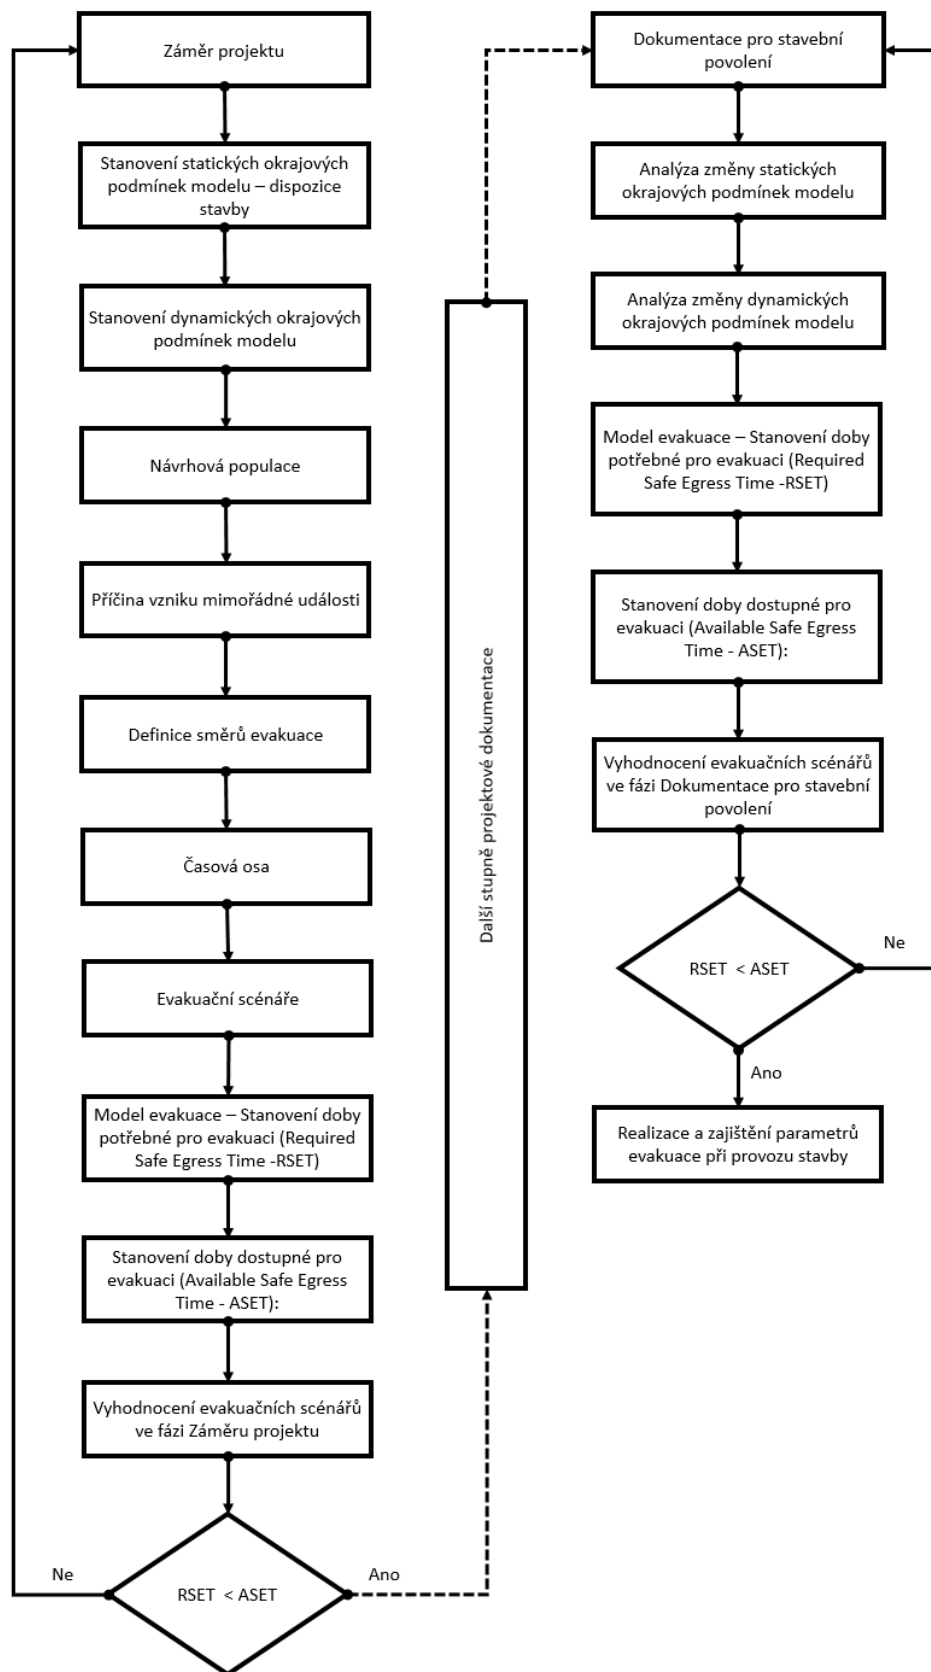 Záměr projektu
Stanovení statických okrajových
podmínek modelu – dispozice
stavby
Stanovení dynamických okrajových
podmínek modelu
Návrhová populace
Příčina vzniku mimořádné události
Definice směrů evakuace
Časová osa
Evakuační scénáře
Model evakuace – Stanovení doby
potřebné pro evakuaci (Required
Safe Egress Time -RSET)
Stanovení doby dostupné pro
evakuaci (Available Safe Egress
Time - ASET):
Vyhodnocení evakuačních scénářů
ve fázi Záměru projektu
Ne
RSET < ASET
Ano
Další stupně projektové dokumentace
Dokumentace pro stavební
povolení
Analýza změny statických
okrajových podmínek modelu
Analýza změny dynamických
okrajových podmínek modelu
Model evakuace – Stanovení doby
potřebné pro evakuaci (Required
Safe Egress Time -RSET)
Stanovení doby dostupné pro
evakuaci (Available Safe Egress
Time - ASET):
Vyhodnocení evakuačních scénářů
ve fázi Dokumentace pro stavební
povolení
RSET < ASET
Ne
Ano
Realizace a zajištění parametrů
evakuace při provozu stavby